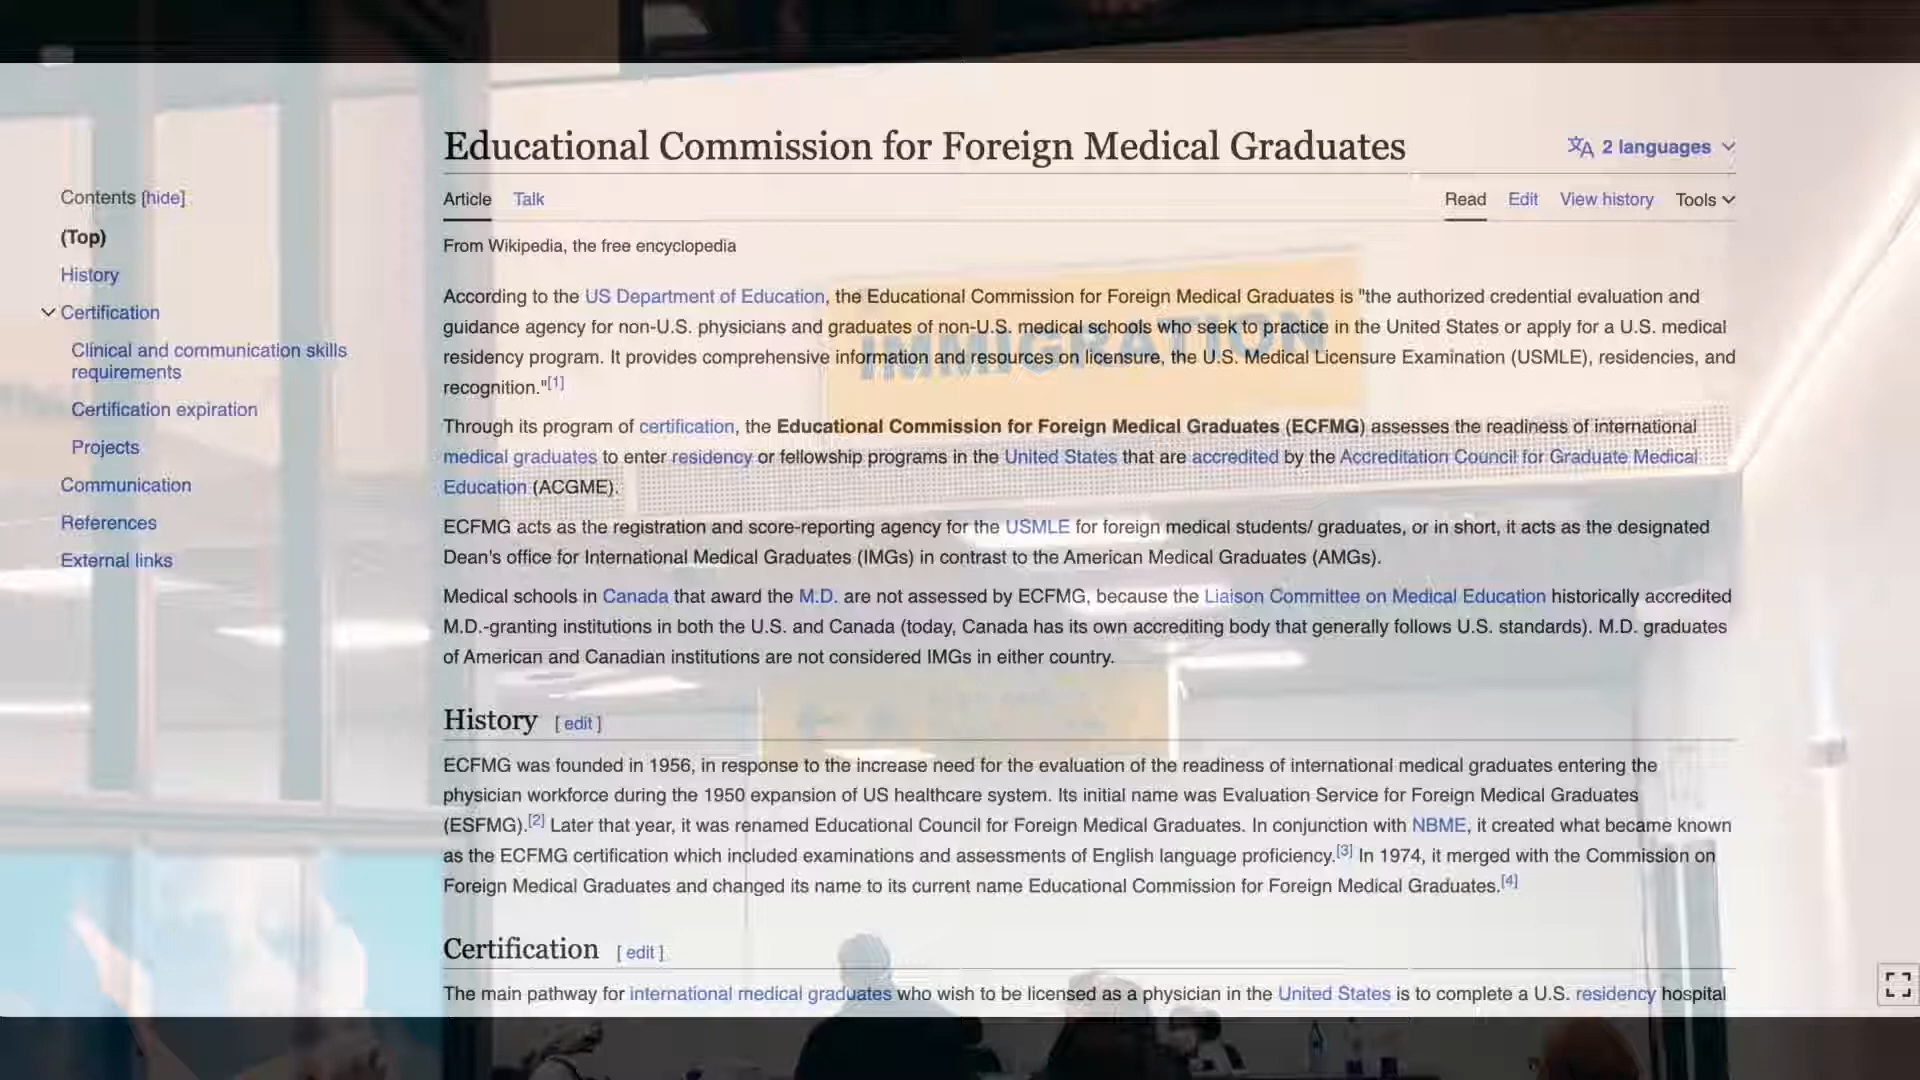 Educational Commission for Foreign Medical Graduates
2 languages
Contents [hide]
(Top)
History
Certification
Clinical and communication skills
requirements
Certification expiration
Projects
Communication
References
External links
Article Talk
Read Edit View history Tools
From Wikipedia, the free encyclopedia
According to the US Department of Education, the Educational Commission for Foreign Medical Graduates is "the authorized credential evaluation and
guidance agency for non-U.S. physicians and graduates of non-U.S. medical schools who seek to practice in the United States or apply for a U.S. medical
residency program. It provides comprehensive information and resources on licensure, the U.S. Medical Licensure Examination (USMLE), residencies, and
recognition."[1]
IMMIGRATION
Through its program of certification, the Educational Commission for Foreign Medical Graduates (ECFMG) assesses the readiness of international
medical graduates to enter residency or fellowship programs in the United States that are accredited by the Accreditation Council for Graduate Medical
Education (ACGME).
ECFMG acts as the registration and score-reporting agency for the USMLE for foreign medical students/ graduates, or in short, it acts as the designated
Dean's office for International Medical Graduates (IMGs) in contrast to the American Medical Graduates (AMGs).
Medical schools in Canada that award the M.D. are not assessed by ECFMG, because the Liaison Committee on Medical Education historically accredited
M.D.-granting institutions in both the U.S. and Canada (today, Canada has its own accrediting body that generally follows U.S. standards). M.D. graduates
of American and Canadian institutions are not considered IMGs in either country.
History [ edit ]
ECFMG was founded in 1956, in response to the increase need for the evaluation of the readiness of international medical graduates entering the
physician workforce during the 1950 expansion of US healthcare system. Its initial name was Evaluation Service for Foreign Medical Graduates
(ESFMG).[2] Later that year, it was renamed Educational Council for Foreign Medical Graduates. In conjunction with NBME, it created what became known
as the ECFMG certification which included examinations and assessments of English language proficiency.[3] In 1974, it merged with the Commission on
Foreign Medical Graduates and changed its name to its current name Educational Commission for Foreign Medical Graduates.[4]
Certification [ edit ]
The main pathway for international medical graduates who wish to be licensed as a physician in the United States is to complete a U.S. residency hospital